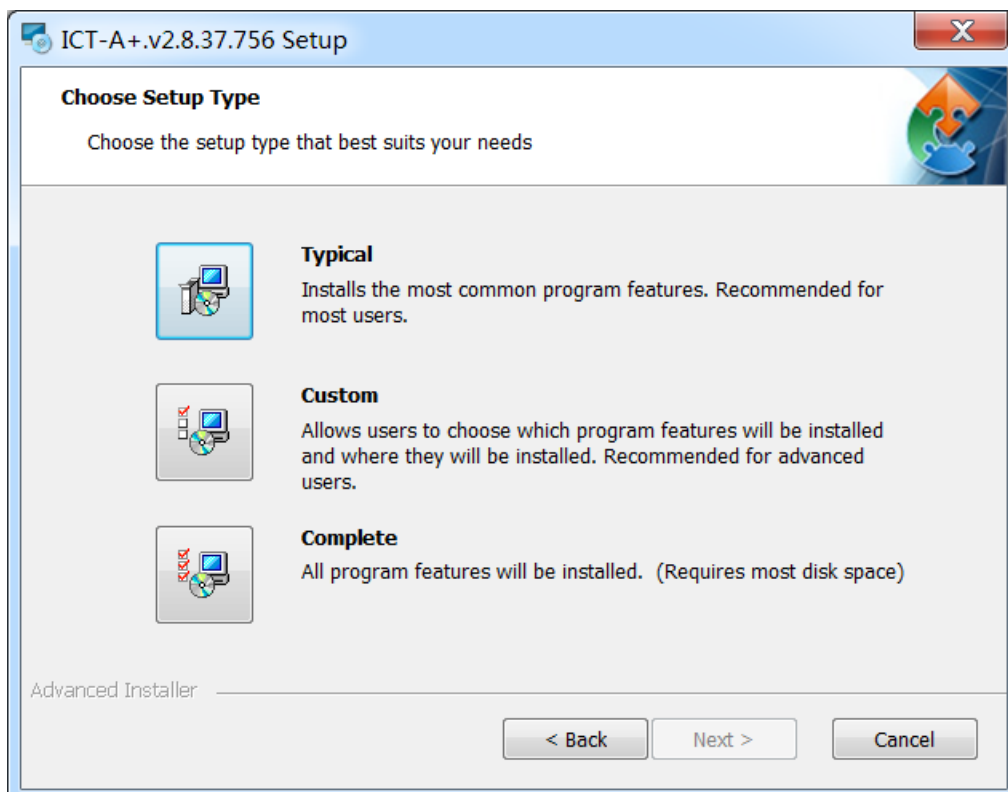 ICT-A+.v2.8.37.756 Setup
Choose Setup Type
Choose the setup type that best suits your needs
Typical
Installs the most common program features. Recommended for
most users.
Custom
Allows users to choose which program features will be installed
and where they will be installed. Recommended for advanced
users.
Complete
All program features will be installed.  (Requires most disk space)
Advanced Installer
< Back
Next >
Cancel